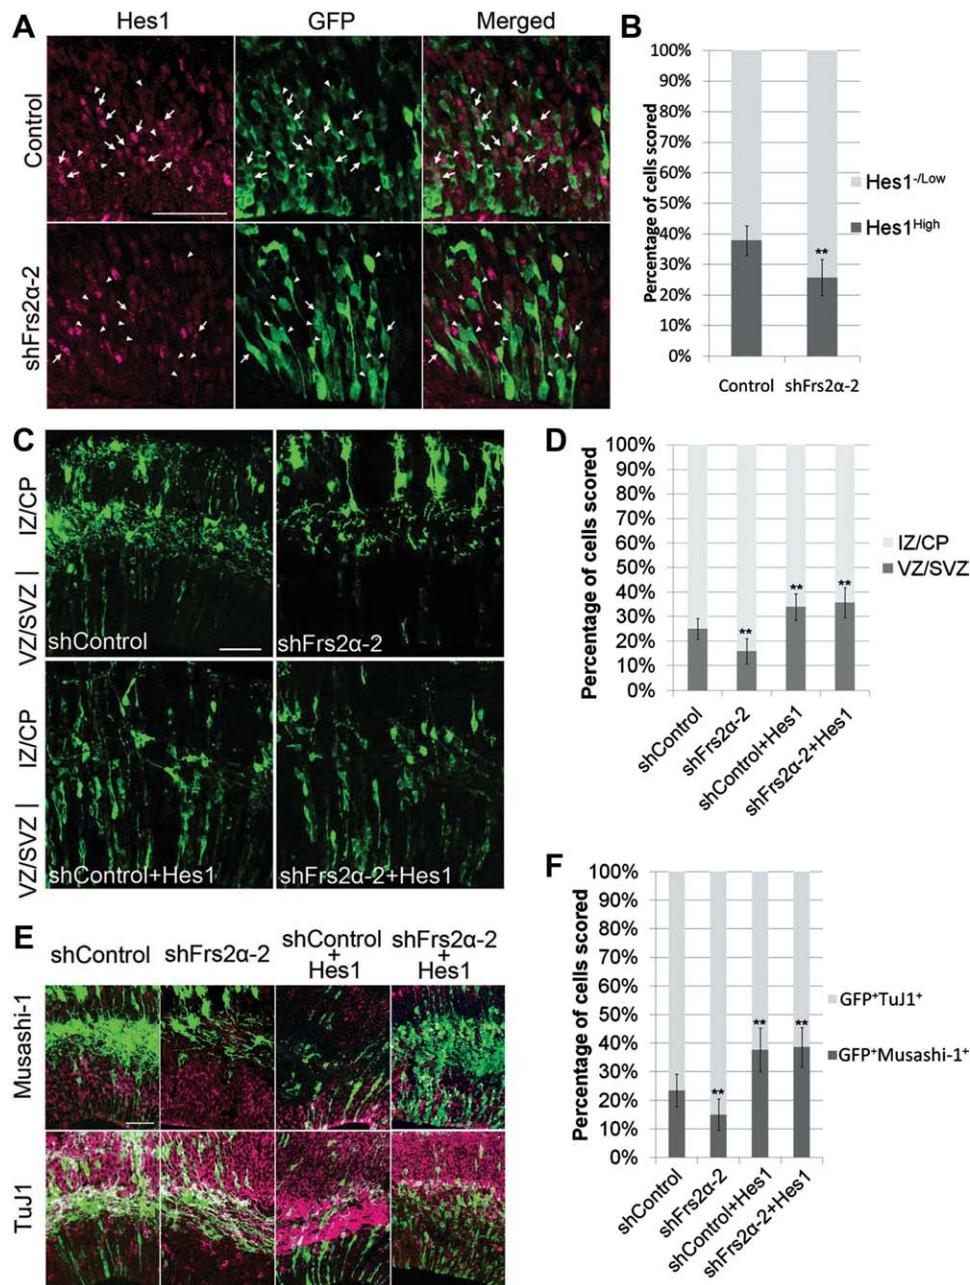 A
Hes1
GFP
Merged
Control
shFrs2α-2
B
Percentage of cells scored
100%
90%
80%
70%
60%
50%
40%
30%
20%
10%
0%
**
Control
shFrs2α-2
Hes1-/Low
Hes1High
C
IZ/CP
VZ/SVZ
shControl
shFrs2α-2
IZ/CP
VZ/SVZ
shControl+Hes1
shFrs2α-2+Hes1
D
Percentage of cells scored
100%
90%
80%
70%
60%
50%
40%
30%
20%
10%
0%
**
**
**
shControl
shFrs2α-2
shControl+Hes1
shFrs2α-2+Hes1
IZ/CP
VZ/SVZ
E
shControl
shFrs2α-2
shControl
+
Hes1
shFrs2α-2
+
Hes1
Musashi-1
TuJ1
F
Percentage of cells scored
100%
90%
80%
70%
60%
50%
40%
30%
20%
10%
0%
**
**
**
shControl
shFrs2α-2
shControl+Hes1
shFrs2α-2+Hes1
GFP+TuJ1+
GFP+Musashi-1+